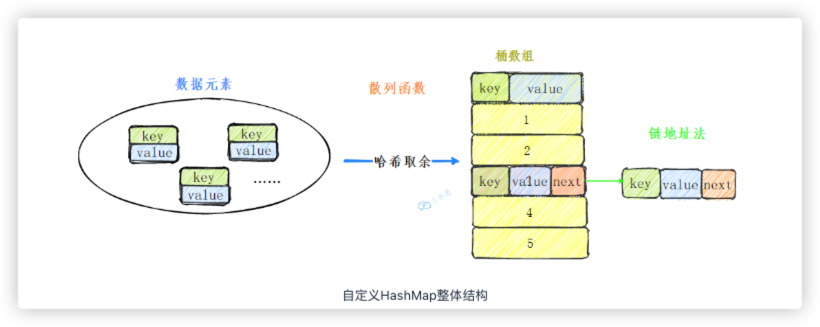 数据元素
散列函数
桶数组
链地址法
key
value
key
value
key
value
......
哈希取余
key value
1
2
key value next
4
5
key value next
自定义HashMap整体结构